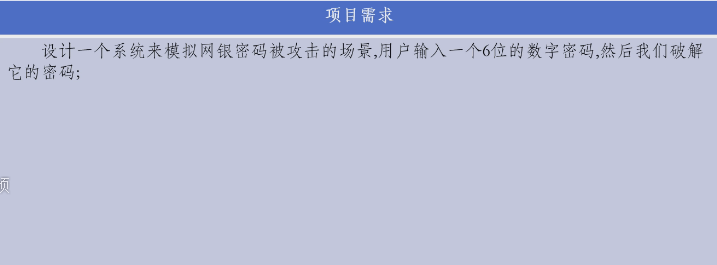 项目需求
设计一个系统来模拟网银密码被攻击的场景,用户输入一个6位的数字密码,然后我们破解
它的密码;